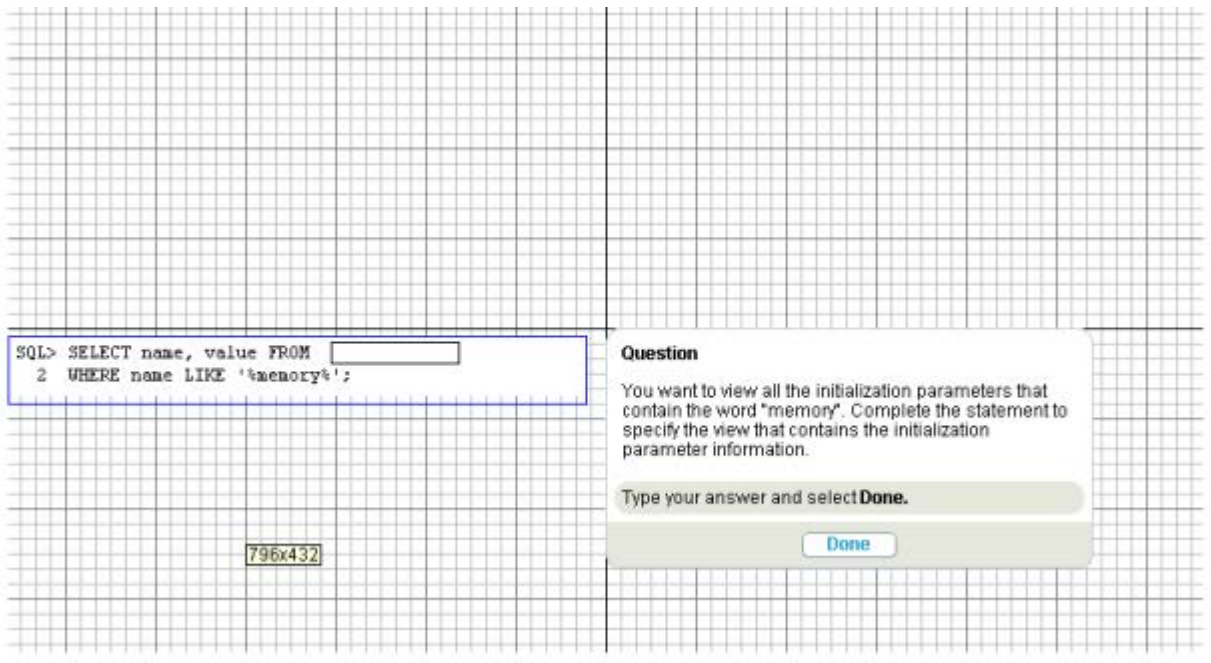 SQL> SELECT name, value FROM
2 WHERE name LIKE '%memory%';
Question
You want to view all the initialization parameters that
contain the word "memory". Complete the statement to
specify the view that contains the initialization
parameter information.
Type your answer and select Done.
Done
796x432